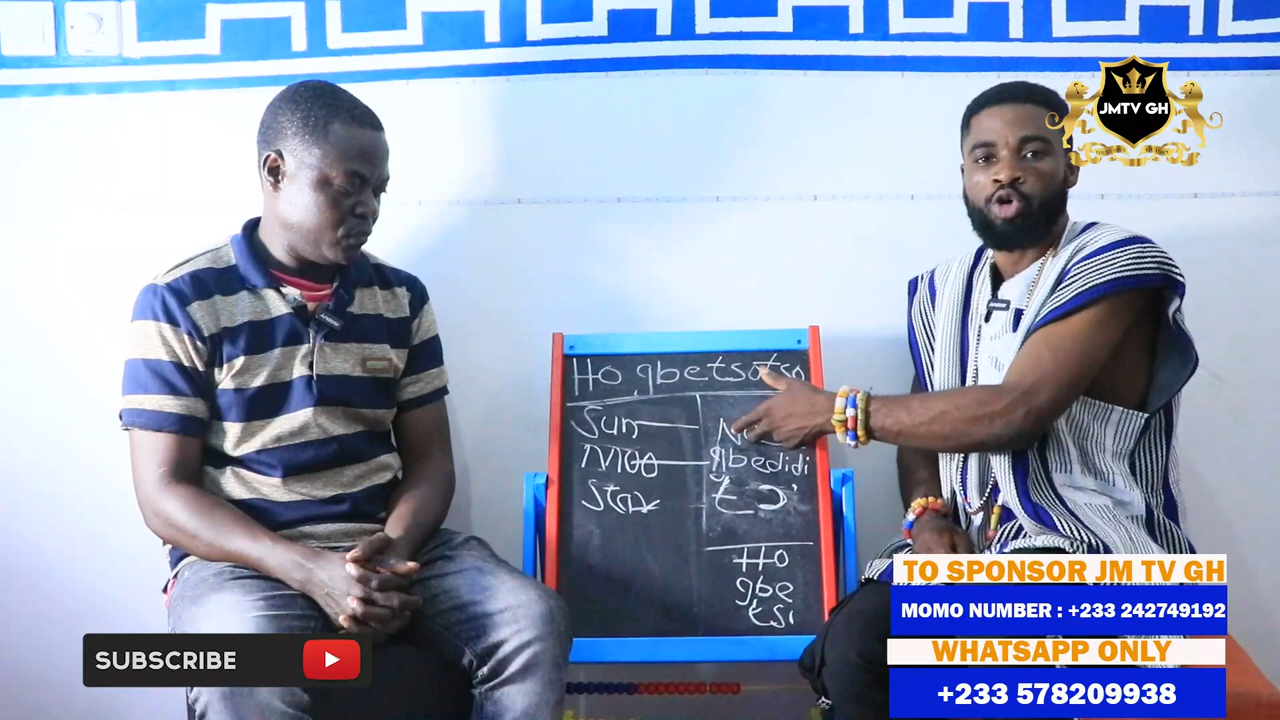 JMTV GH
Ho gbetsotso
Sun
Moo
Gbedidi
Star
Ho
gbe
tsi
TO SPONSOR JM TV GH
MOMO NUMBER : +233 242749192
WHATSAPP ONLY
+233 578209938
SUBSCRIBE